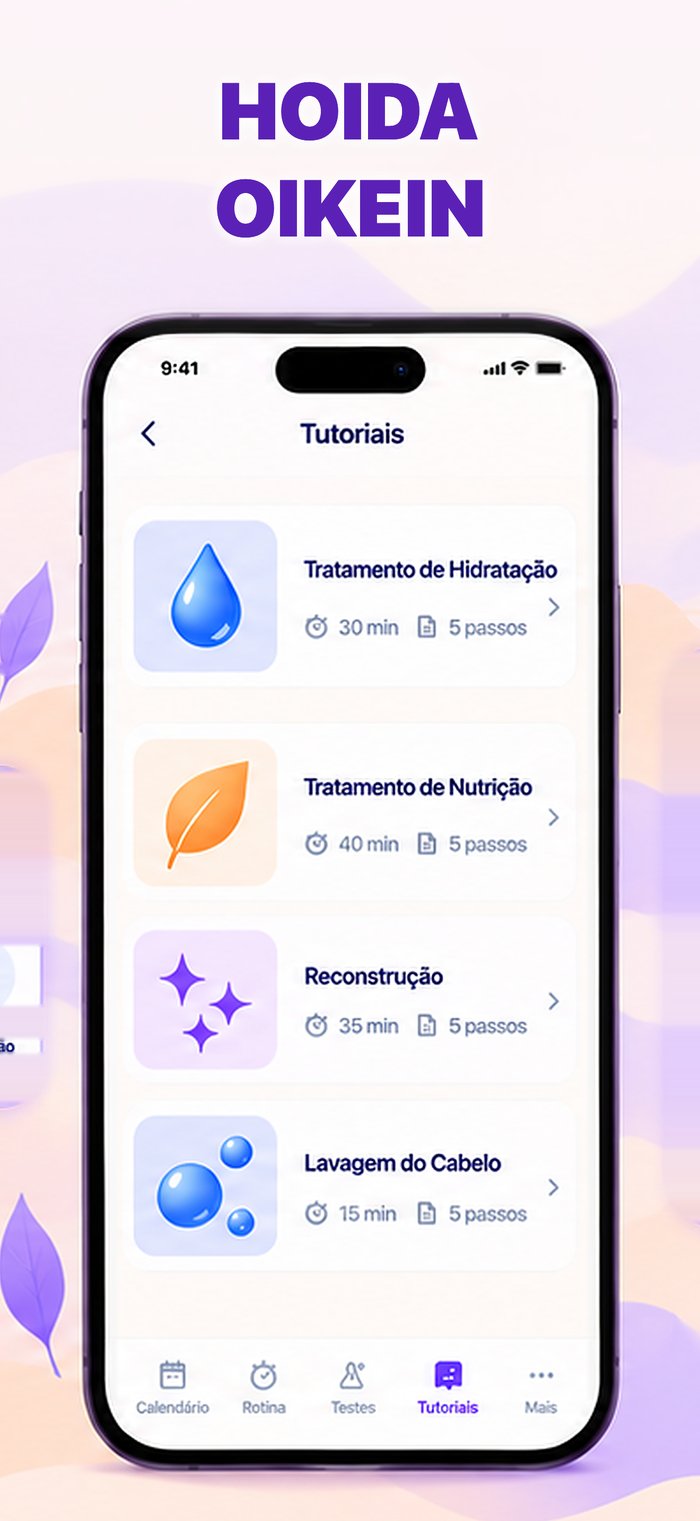 HOIDA
OIKEIN
9:41
Tutoriais
Tratamento de Hidratação
30 min 5 passos
Tratamento de Nutrição
40 min 5 passos
Reconstrução
35 min 5 passos
Lavagem do Cabelo
15 min 5 passos
ão
Calendário Rotina Testes Tutoriais Mais